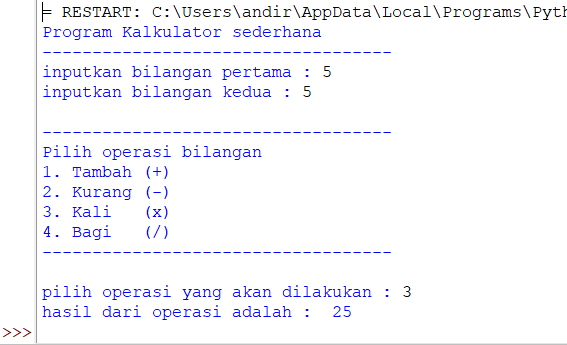 = RESTART: C:\Users\andir\AppData\Local\Programs\Pyth
Program Kalkulator sederhana
-----------------------------------
inputkan bilangan pertama : 5
inputkan bilangan kedua : 5
-----------------------------------
Pilih operasi bilangan
1. Tambah (+)
2. Kurang (-)
3. Kali   (x)
4. Bagi   (/)
-----------------------------------
pilih operasi yang akan dilakukan : 3
hasil dari operasi adalah :  25
>>>